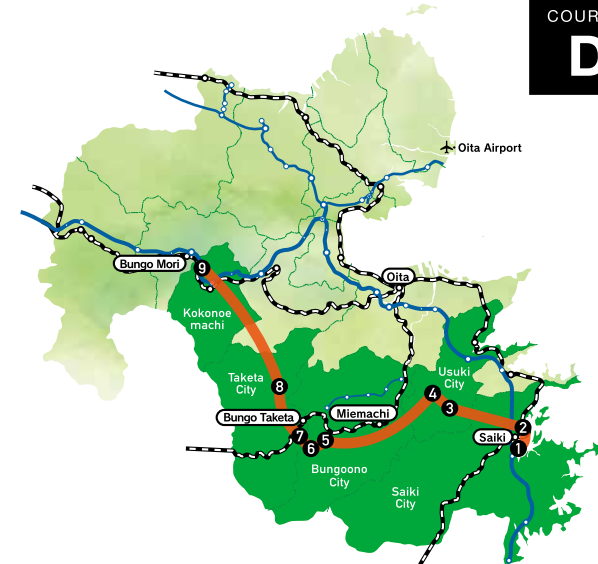 COUR
D
Oita Airport
Bungo Mori
9
Oita
Kokonoe
machi
Usuki
City
Taketa
City
8
4
3
Bungo Taketa
Miemachi
2
7
5
Saiki
1
6
Bungoono
City
Saiki
City